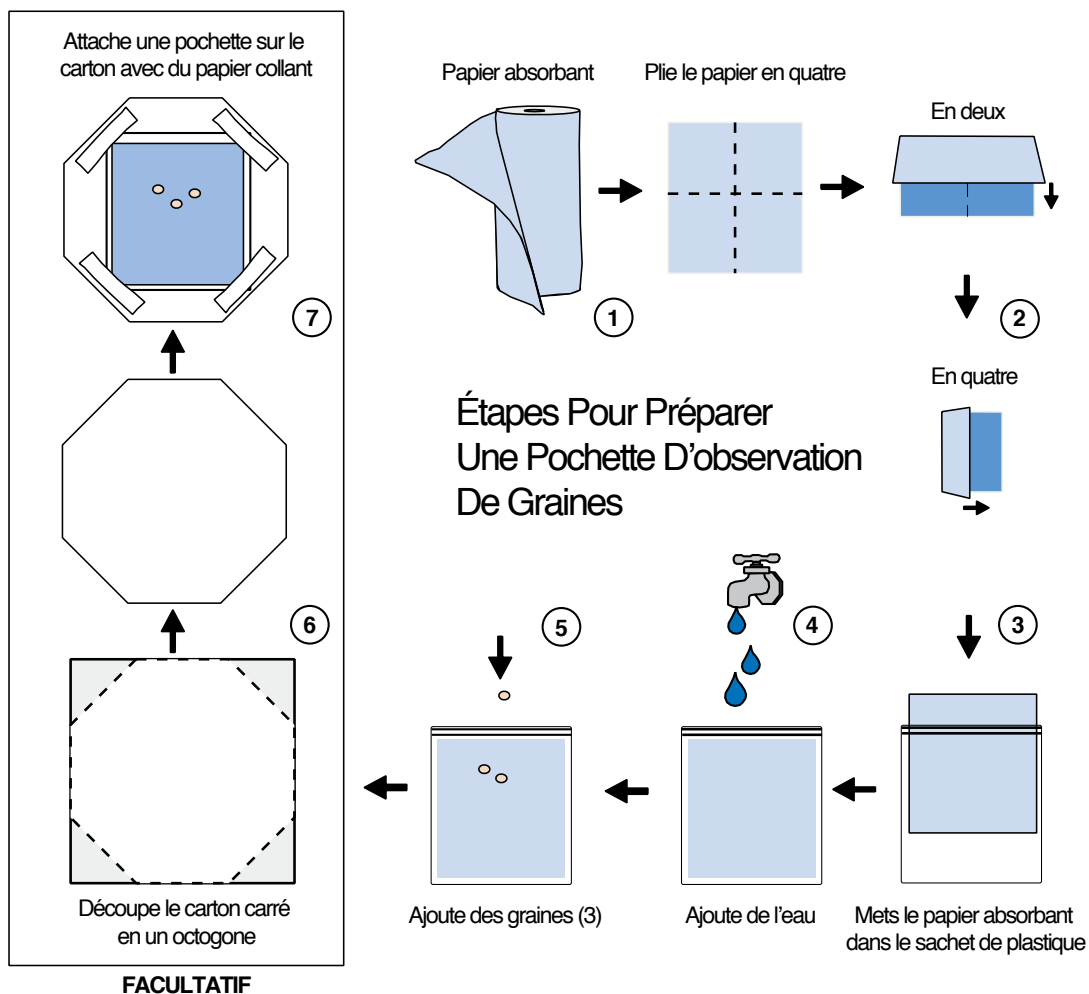 Étapes Pour Préparer
Une Pochette D'observation
De Graines
Papier absorbant
1
Plie le papier en quatre
En deux
2
En quatre
3
Mets le papier absorbant
dans le sachet de plastique
4
Ajoute de l'eau
5
Ajoute des graines (3)
6
Découpe le carton carré
en un octogone
7
Attache une pochette sur le
carton avec du papier collant
FACULTATIF